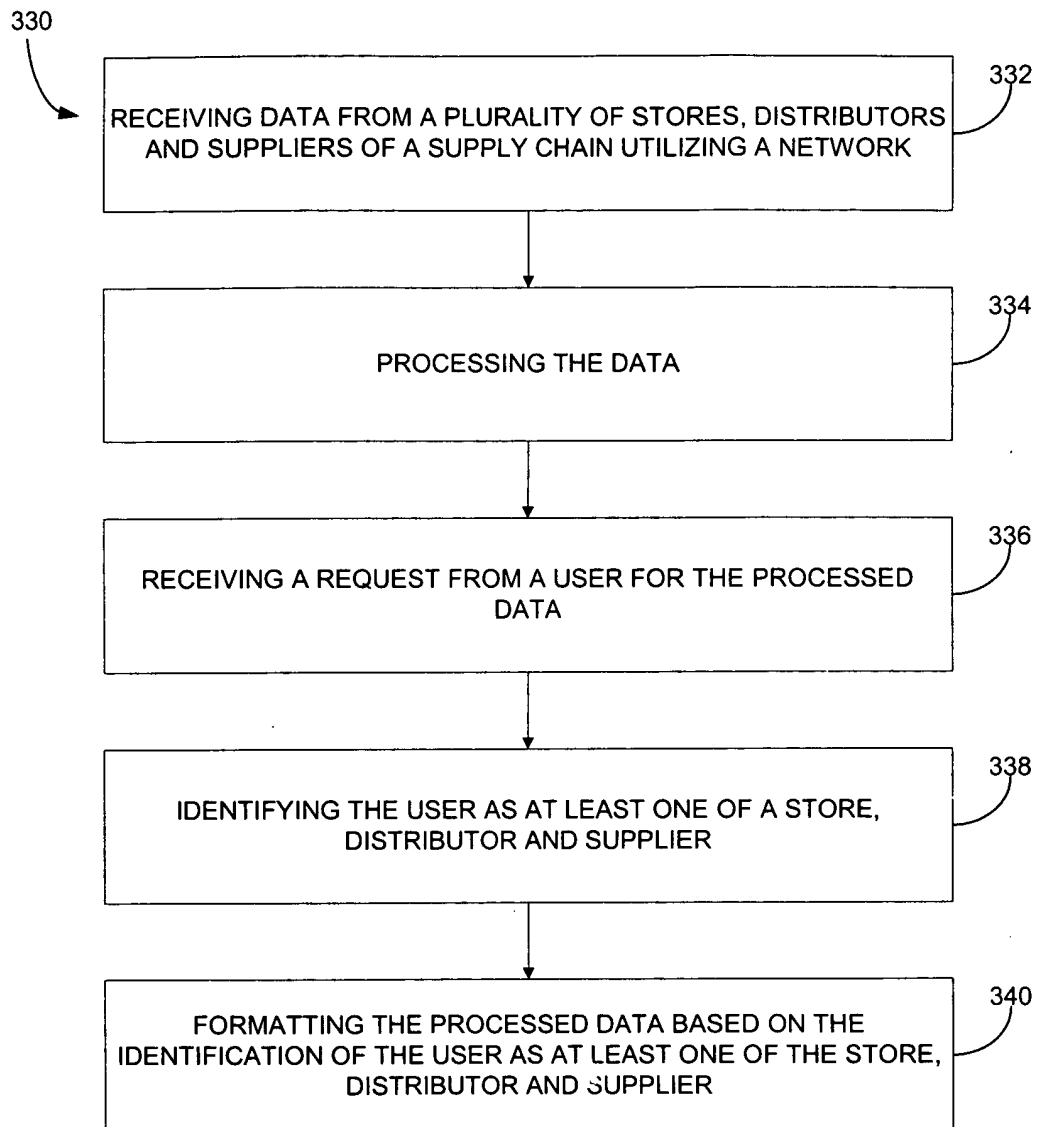 330
332
RECEIVING DATA FROM A PLURALITY OF STORES, DISTRIBUTORS
AND SUPPLIERS OF A SUPPLY CHAIN UTILIZING A NETWORK
334
PROCESSING THE DATA
336
RECEIVING A REQUEST FROM A USER FOR THE PROCESSED
DATA
338
IDENTIFYING THE USER AS AT LEAST ONE OF A STORE,
DISTRIBUTOR AND SUPPLIER
340
FORMATTING THE PROCESSED DATA BASED ON THE
IDENTIFICATION OF THE USER AS AT LEAST ONE OF THE STORE,
DISTRIBUTOR AND SUPPLIER